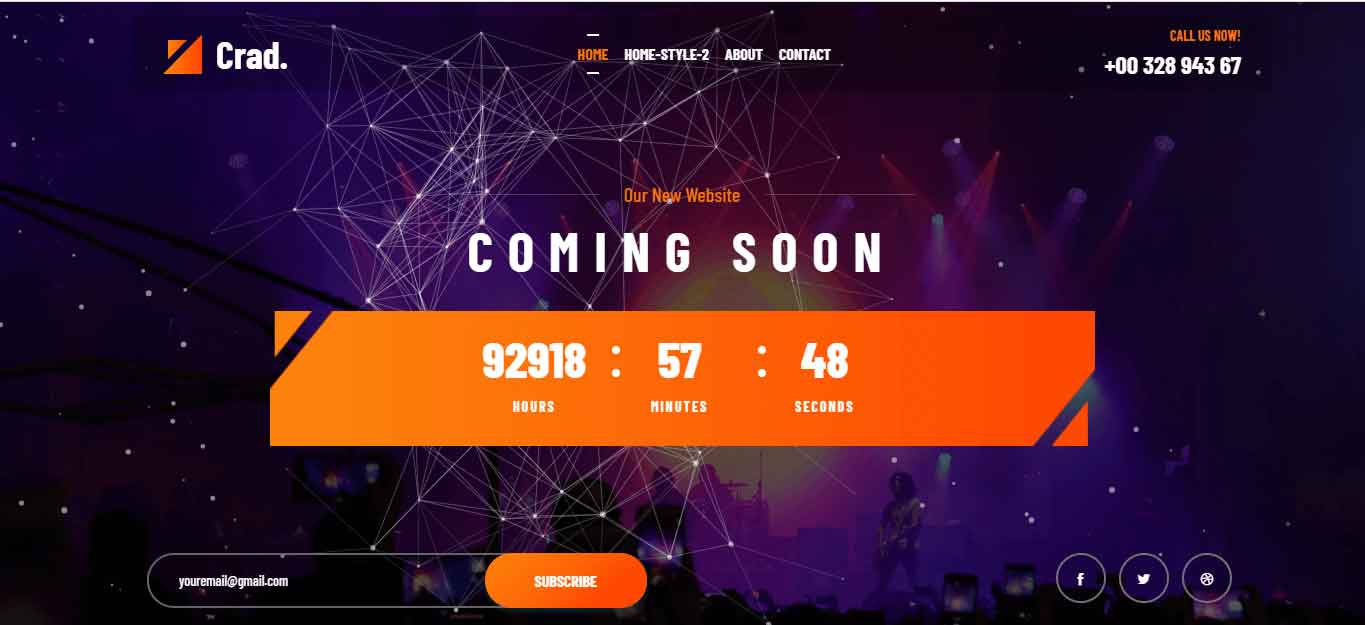 Crad.
HOME HOME-STYLE-2 ABOUT CONTACT
CALL US NOW!
+00 328 943 67
Our New Website
COMING SOON
92918 : 57 : 48
HOURS MINUTES SECONDS
youremail@gmail.com SUBSCRIBE